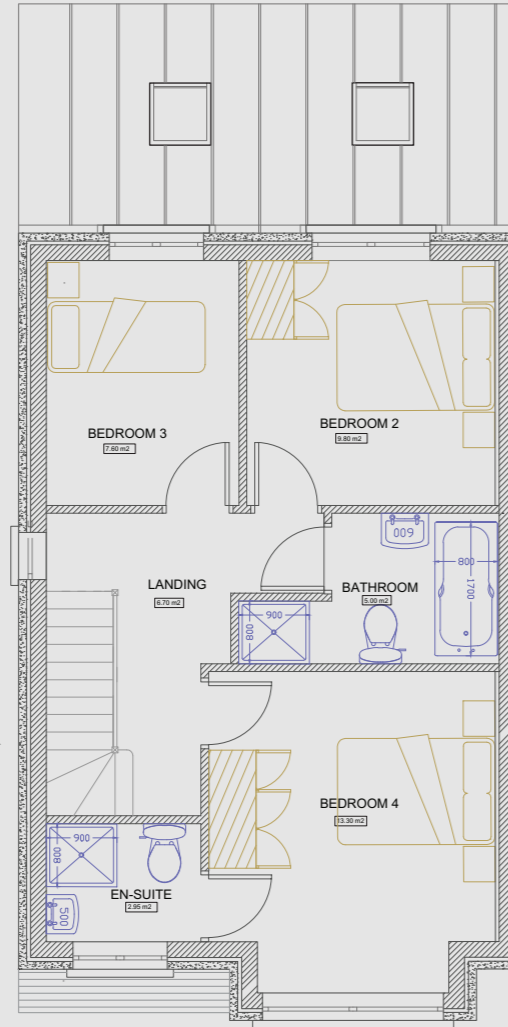 BEDROOM 3
7.60 m2
BEDROOM 2
9.80 m2
600
800
1700
LANDING
6.70 m2
BATHROOM
5.00 m2
900
800
BEDROOM 4
13.30 m2
900
800
EN-SUITE
2.95 m2
500